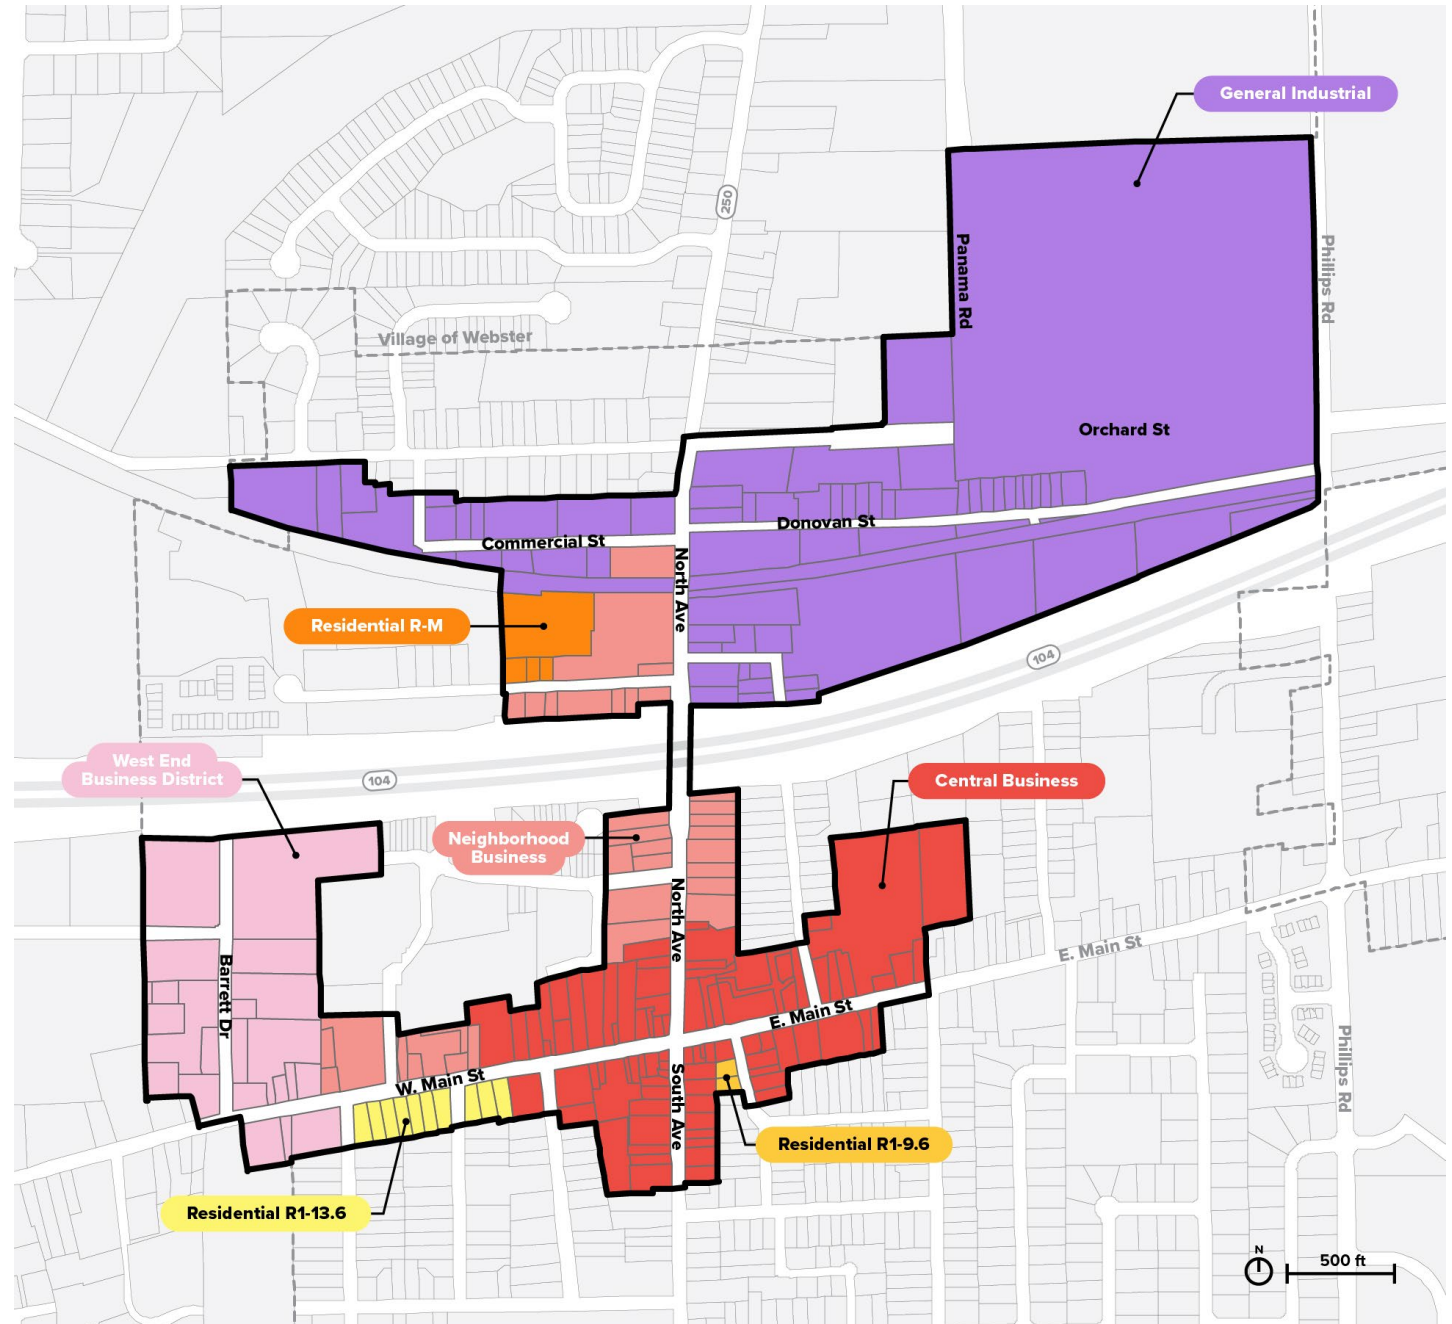 General Industrial
250
Panama Rd
Phillips Rd
Village of Webster
Orchard St
Donovan St
Commercial St
North Ave
Residential R-M
104
West End
Business District
104
Central Business
Neighborhood
Business
North Ave
E. Main St
Barrett Dr
E. Main St
W. Main St
South Ave
Phillips Rd
Residential R1-9.6
Residential R1-13.6
N
500 ft